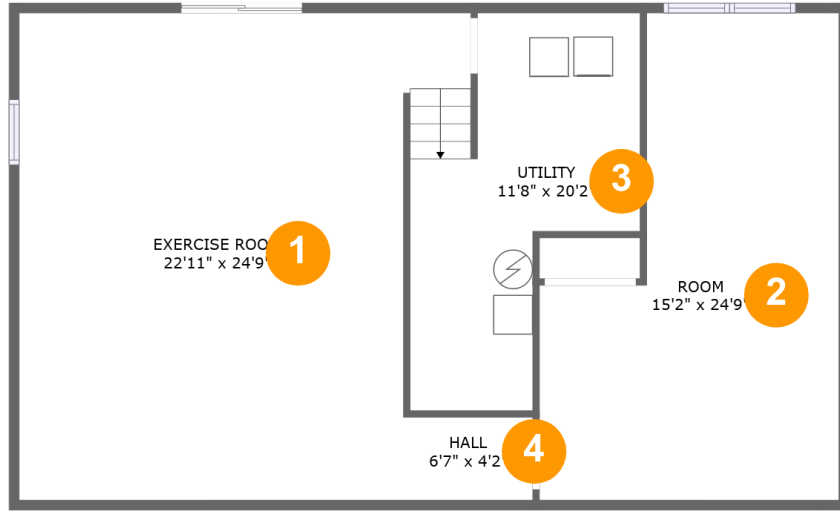 UTILITY
11'8" x 20'2"
3
EXERCISE
1
22'11" x 24'9"
ROOM
2
15'2" x 24'9"
HALL
4
6'7" x 4'2"